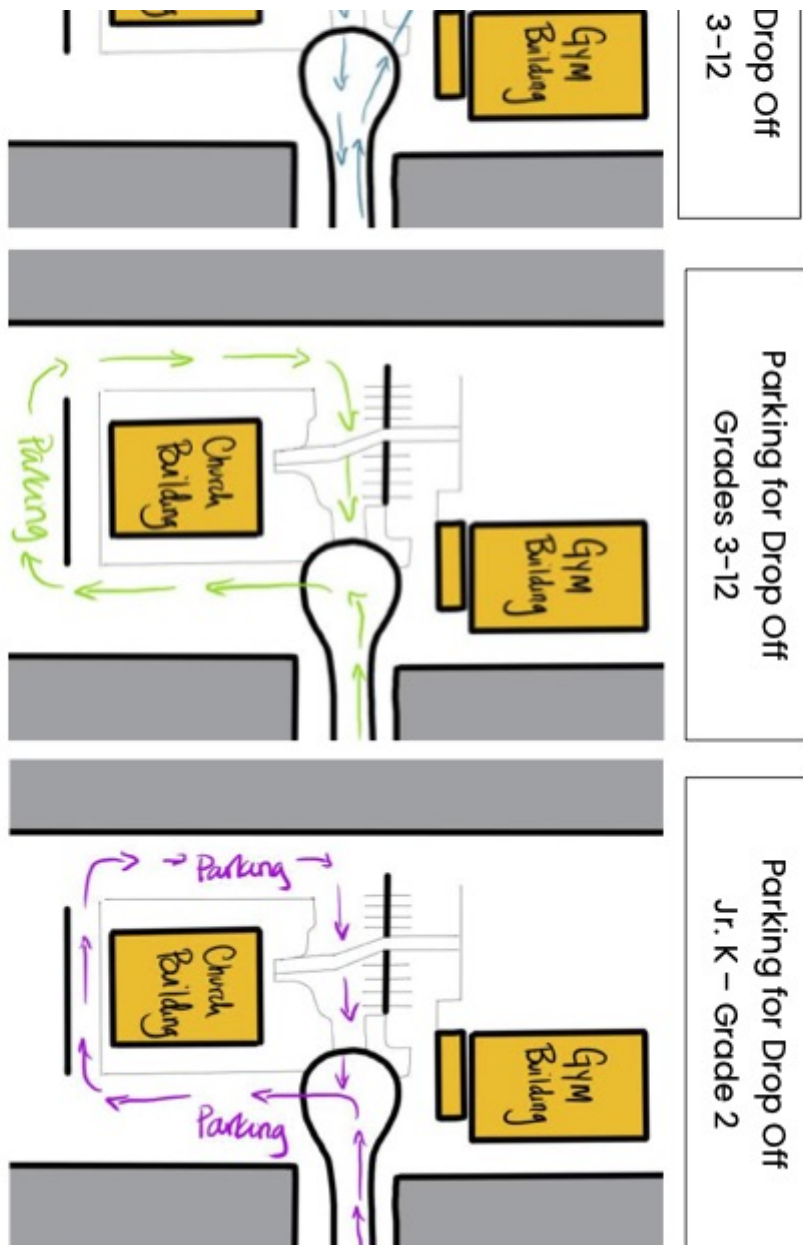 Drop Off
3-12
Gym
Building
Parking for Drop Off
Grades 3-12
Parking
Church
Building
Gym
Building
Parking for Drop Off
Jr. K – Grade 2
Parking
Church
Building
Parking
Gym
Building